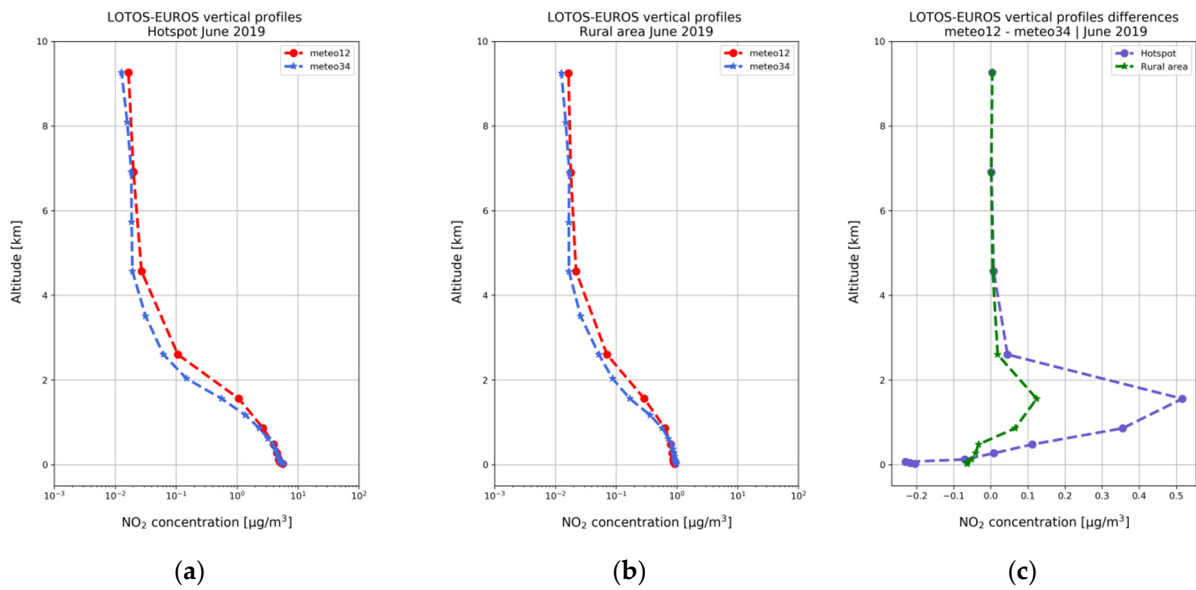 LOTOS-EUROS vertical profiles
Hotspot June 2019
meteo12
meteo34
10
8
6
4
2
0
Altitude [km]
10⁻³ 10⁻² 10⁻¹ 10⁰ 10¹ 10²
NO₂ concentration [µg/m³]
(a)
LOTOS-EUROS vertical profiles
Rural area June 2019
meteo12
meteo34
10
8
6
4
2
0
Altitude [km]
10⁻³ 10⁻² 10⁻¹ 10⁰ 10¹ 10²
NO₂ concentration [µg/m³]
(b)
LOTOS-EUROS vertical profiles differences
meteo12 - meteo34 | June 2019
Hotspot
Rural area
10
8
6
4
2
0
Altitude [km]
−0.2 −0.1 0.0 0.1 0.2 0.3 0.4 0.5
NO₂ concentration [µg/m³]
(c)